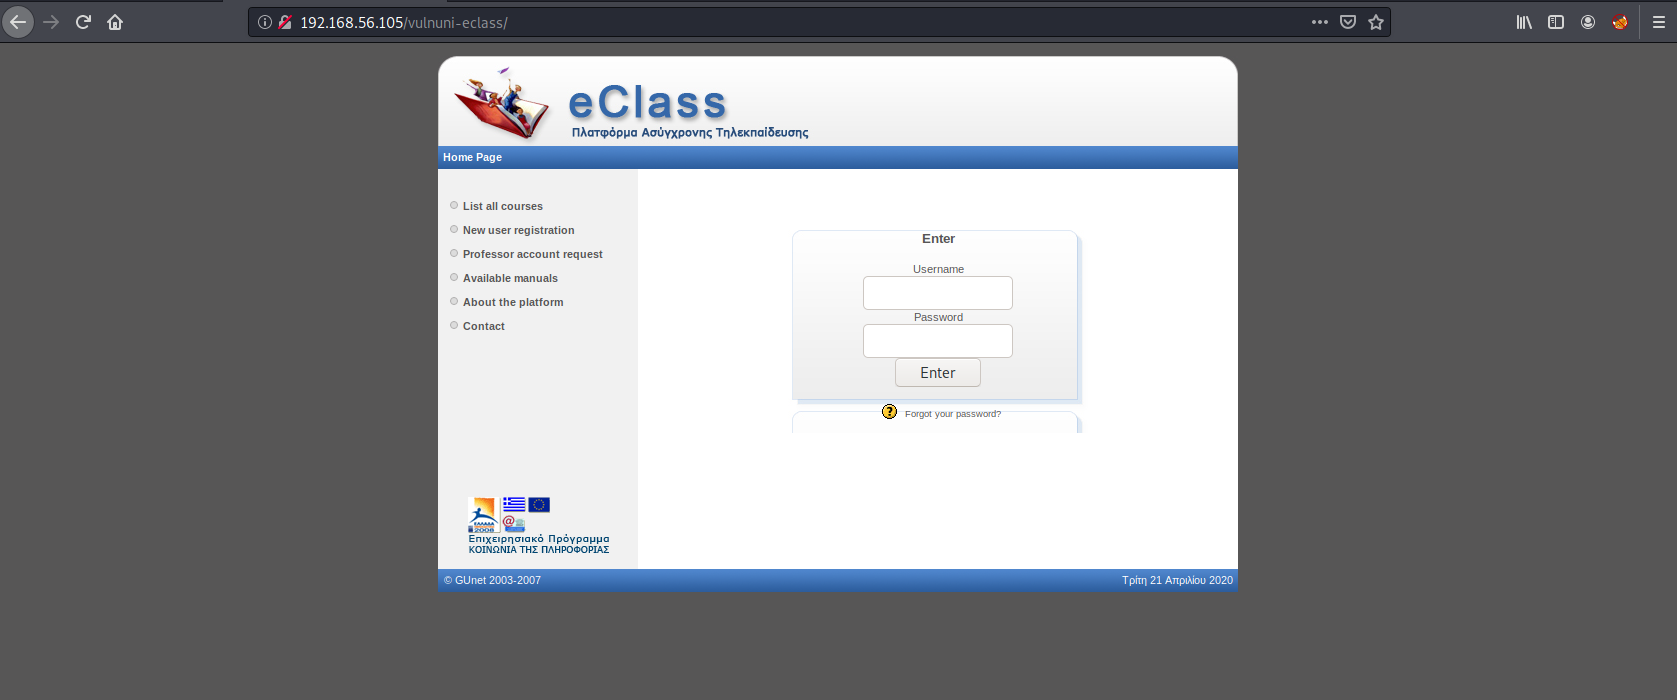 192.168.56.105/vulnuni-eclass/
eClass
Πλατφόρμα Ασύγχρονης Τηλεκπαίδευσης
Home Page
List all courses
New user registration
Professor account request
Available manuals
About the platform
Contact
Enter
Username
Password
Enter
? Forgot your password?
ΕΛΛΑΔΑ
2008
@
Επιχειρησιακό Πρόγραμμα
ΚΟΙΝΩΝΙΑ ΤΗΣ ΠΛΗΡΟΦΟΡΙΑΣ
© GUnet 2003-2007
Τρίτη 21 Απριλίου 2020